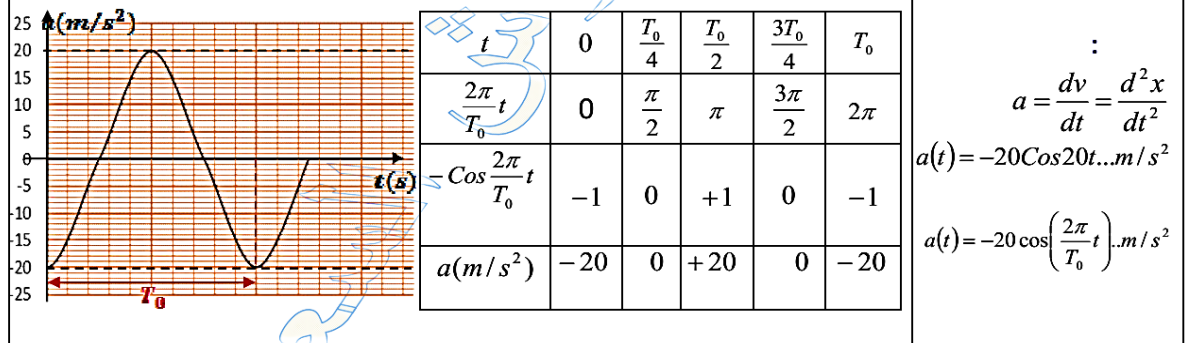 a(m/s²)
25
20
15
10
5
0
-5
-10
-15
-20
-25
t(s)
T₀
t 0 T₀/4 T₀/2 3T₀/4 T₀
2π/T₀ t 0 π/2 π 3π/2 2π
-Cos 2π/T₀ t −1 0 +1 0 −1
a(m/s²) −20 0 +20 0 −20
:
a = dv/dt = d²x/dt²
a(t) = −20Cos20t...m/s²
a(t) = −20 cos(2π/T₀ t)..m/s²